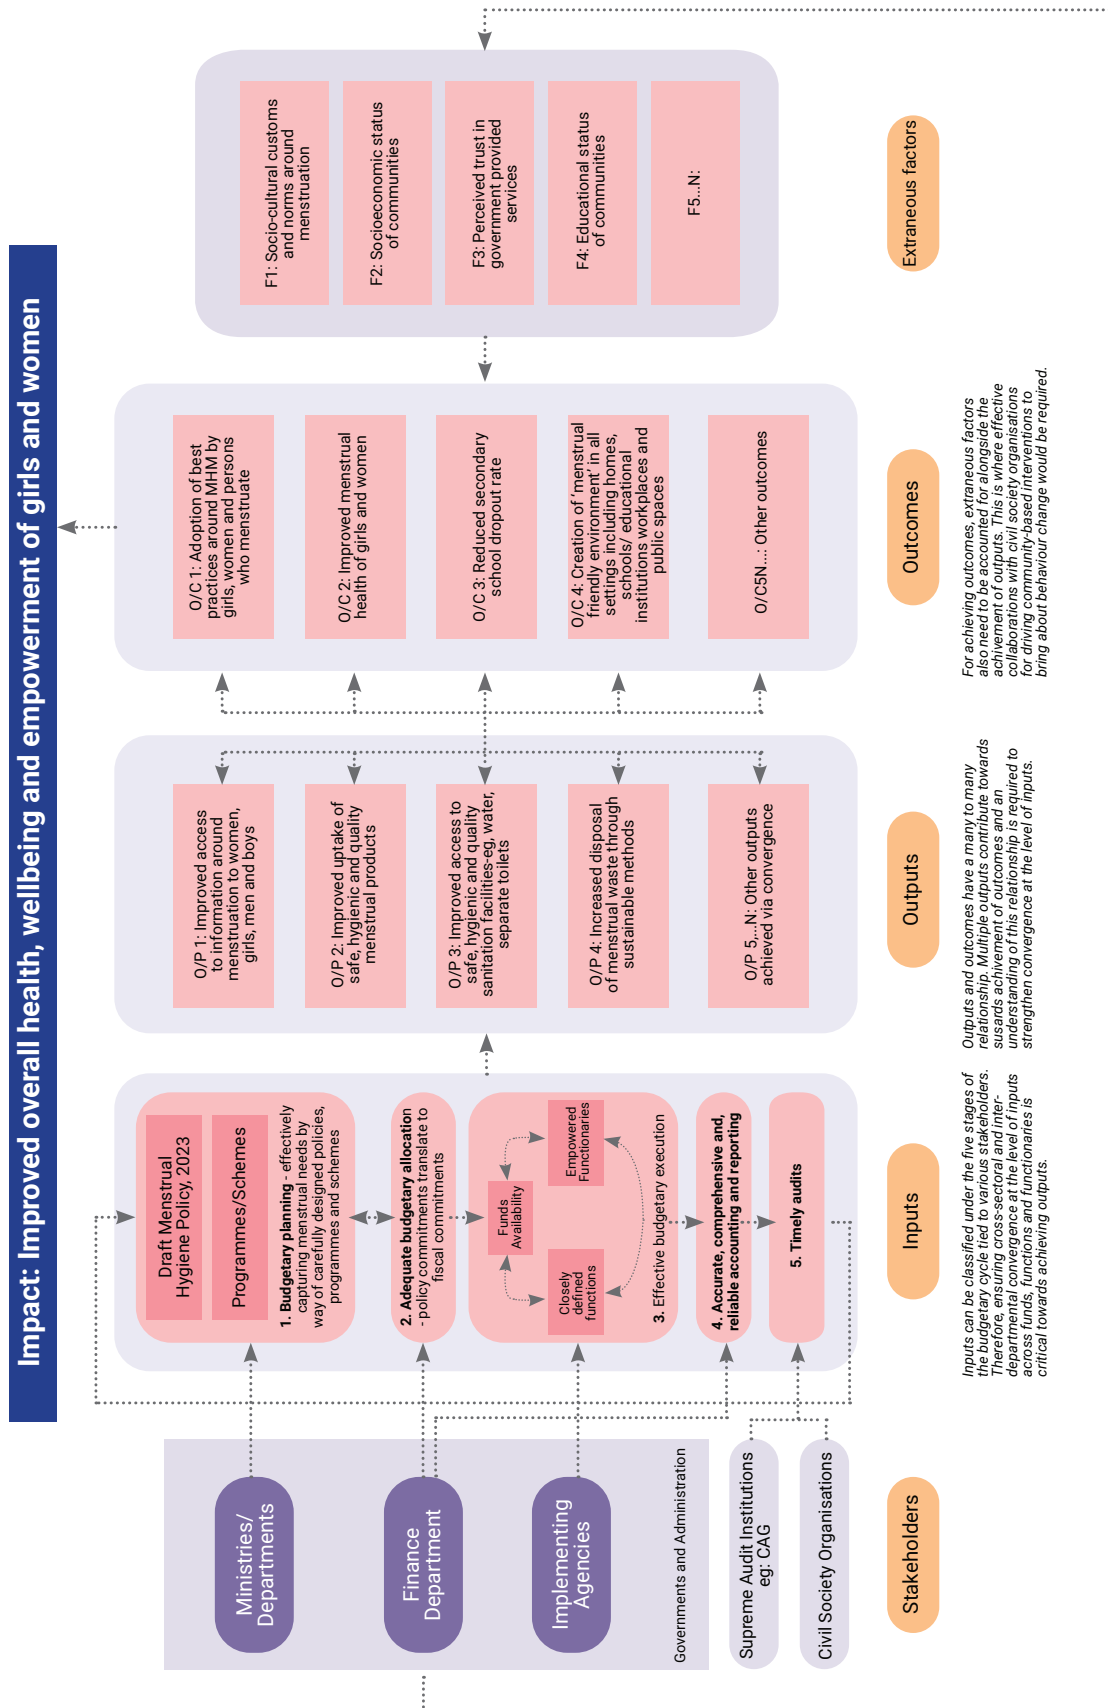 Impact: Improved overall health, wellbeing and empowerment of girls and women
Ministries/
Departments
Finance
Department
Implementing
Agencies
Governments and Administration
Supreme Audit Institutions
eg: CAG
Civil Society Organisations
Stakeholders
Draft Menstrual
Hygiene Policy, 2023
Programmes/Schemes
1. Budgetary planning - effectively
capturing menstrual needs by
way of carefully designed policies,
programmes and schemes
2. Adequate budgetary allocation
- policy commitments translate to
fiscal commitments
Funds
Availability
Closely
defined
functions
Empowered
Functionaries
3. Effective budgetary execution
4. Accurate, comprehensive and,
reliable accounting and reporting
5. Timely audits
Inputs
Inputs can be classified under the five stages of
the budgetary cycle tied to various stakeholders.
Therefore, ensuring cross-sectoral and inter-
departmental convergence at the level of inputs
across funds, functions and functionaries is
critical towards achieving outputs.
O/P 1: Improved access
to information around
menstruation to women,
girls, men and boys
O/P 2: Improved uptake of
safe, hygienic and quality
menstrual products
O/P 3: Improved access to
safe, hygienic and quality
sanitation facilities-eg, water,
separate toilets
O/P 4: Increased disposal
of menstrual waste through
sustainable methods
O/P 5,...N: Other outputs
achieved via convergence
Outputs
Outputs and outcomes have a many to many
relationship. Multiple outputs contribute towards
susards achievement of outcomes and an
understanding of this relationship is required to
strengthen convergence at the level of inputs.
O/C 1: Adoption of best
practices around MHM by
girls, women and persons
who menstruate
O/C 2: Improved menstrual
health of girls and women
O/C 3: Reduced secondary
school dropout rate
O/C 4: Creation of 'menstrual
friendly environment' in all
settings including homes,
schools/ educational
institutions workplaces and
public spaces
O/C5N...: Other outcomes
Outcomes
For achieving outcomes, extraneous factors
also need to be accounted for alongside the
achivement of outputs. This is where effective
collaborations with civil society organisations
for driving community-based interventions to
bring about behaviour change would be required.
F1: Socio-cultural customs
and norms around
menstruation
F2: Socioeconomic status
of communities
F3: Perceived trust in
government provided
services
F4: Educational status
of communities
F5...N:
Extraneous factors